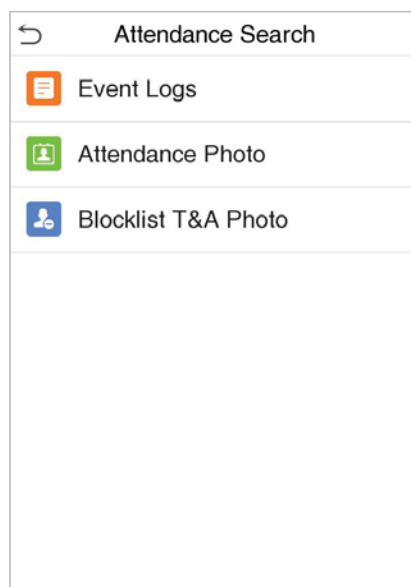 Attendance Search
Event Logs
Attendance Photo
Blocklist T&A Photo